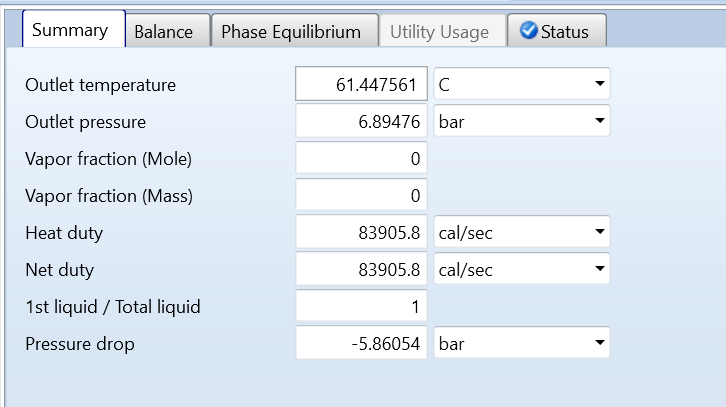 Summary Balance Phase Equilibrium Utility Usage Status
Outlet temperature 61.447561 C
Outlet pressure 6.89476 bar
Vapor fraction (Mole) 0
Vapor fraction (Mass) 0
Heat duty 83905.8 cal/sec
Net duty 83905.8 cal/sec
1st liquid / Total liquid 1
Pressure drop -5.86054 bar